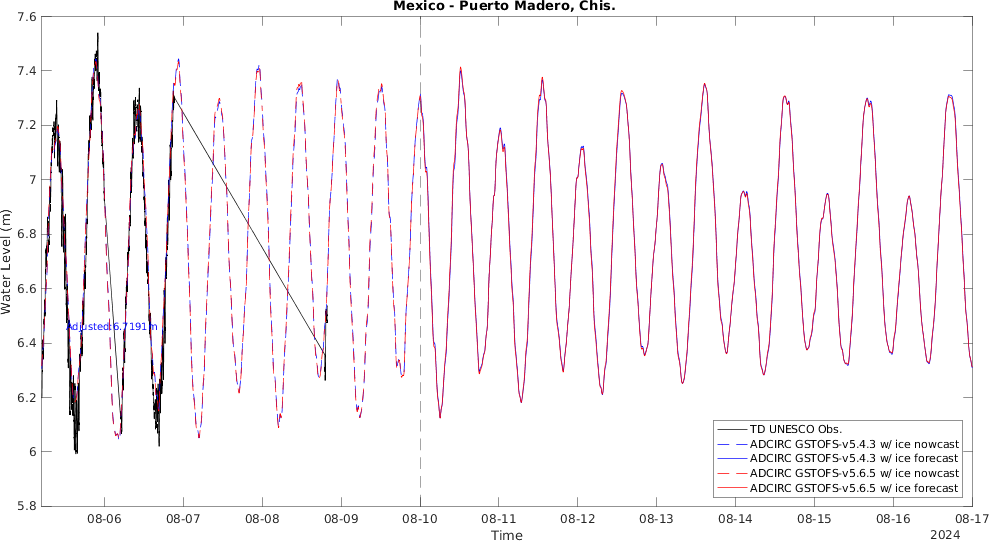 Mexico - Puerto Madero, Chis.
7.6
7.4
7.2
7
6.8
6.6
6.4
6.2
6
5.8
Water Level (m)
Adjusted:6.7191m
TD UNESCO Obs.
ADCIRC GSTOFS-v5.4.3 w/ ice nowcast
ADCIRC GSTOFS-v5.4.3 w/ ice forecast
ADCIRC GSTOFS-v5.6.5 w/ ice nowcast
ADCIRC GSTOFS-v5.6.5 w/ ice forecast
08-06 08-07 08-08 08-09 08-10 08-11 08-12 08-13 08-14 08-15 08-16 08-17
Time
2024